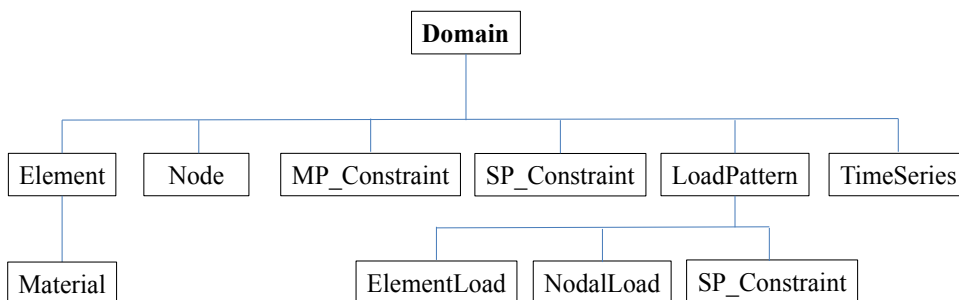 Domain
Element Node MP_Constraint SP_Constraint LoadPattern TimeSeries
Material ElementLoad NodalLoad SP_Constraint